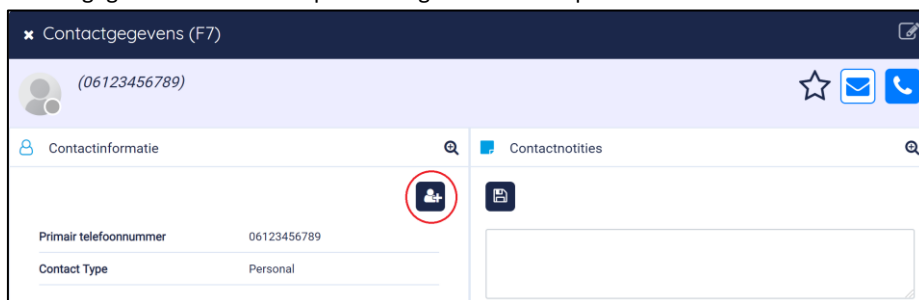 Contactgegevens (F7)
(06123456789)
Contactinformatie
Contactnotities
Primair telefoonnummer 06123456789
Contact Type Personal